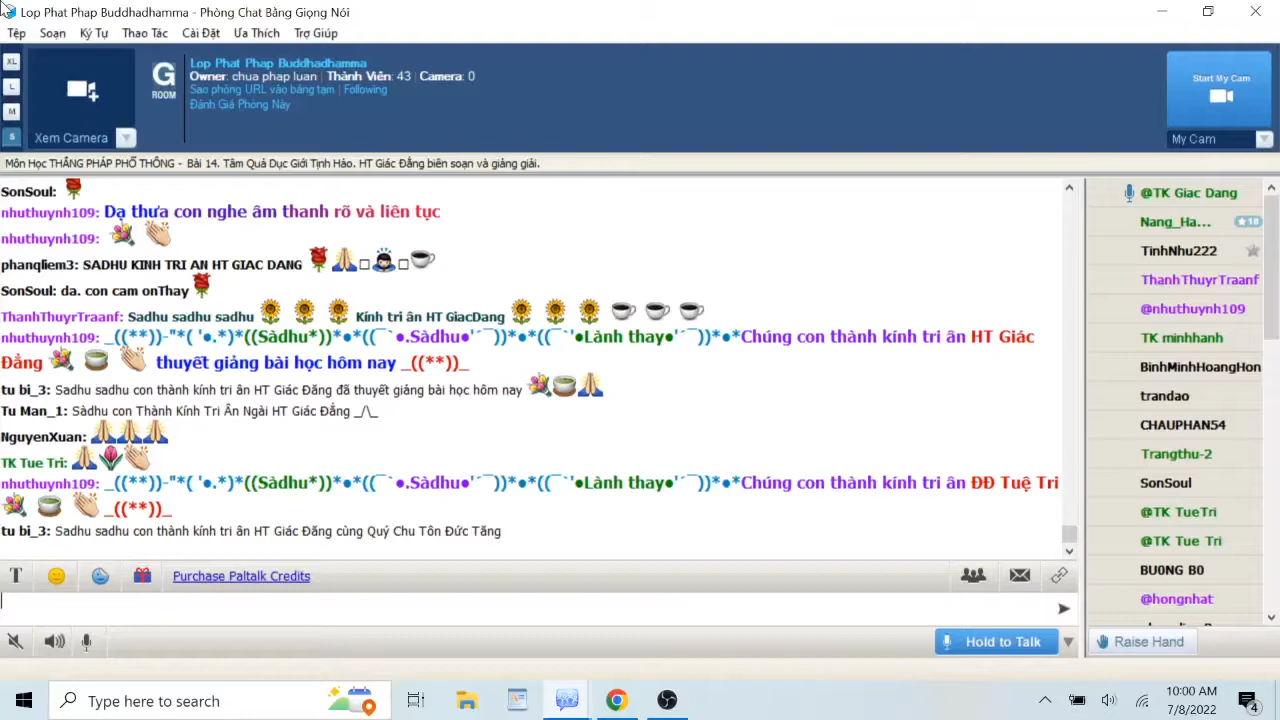 Lop Phat Phap Buddhadhamma - Phòng Chat Bằng Giọng Nói
Tệp Soạn Ký Tự Thao Tác Cài Đặt Ưa Thích Trợ Giúp
XL
L
M
S
Xem Camera
G
ROOM
Lop Phat Phap Buddhadhamma
Owner: chua phap luan | Thành Viên: 43 | Camera: 0
Sao phỏng URL vào bảng tạm | Following
Đánh Giá Phòng Này
Start My Cam
My Cam
Môn Học THẮNG PHÁP PHỔ THÔNG - Bài 14. Tâm Quả Dục Giới Tịnh Hảo. HT Giác Đẳng biên soạn và giảng giải.
SonSoul:
nhuthuynh109: Dạ thưa con nghe âm thanh rõ và liên tục
nhuthuynh109:
phanqliem3: SADHU KINH TRI AN HT GIAC DANG
SonSoul: da. con cam onThay
ThanhThuyrTraanf: Sadhu sadhu sadhu Kính tri ân HT GiacDang
nhuthuynh109: _((**))-"*( '●.*)*((Sàdhu*))*●*((¯`●.Sàdhu●'´¯))*●*((¯`'●Lành thay●'´¯))*●*Chúng con thành kính tri ân HT Giác
Đẳng thuyết giảng bài học hôm nay _((**))_
tu bi_3: Sadhu sadhu con thành kính tri ân HT Giác Đăng đã thuyết giảng bài học hôm nay
Tu Man_1: Sàdhu con Thành Kính Tri Ân Ngài HT Giác Đẳng _/\_
NguyenXuan:
TK Tue Tri:
nhuthuynh109: _((**))-"*( '●.*)*((Sàdhu*))*●*((¯`●.Sàdhu●'´¯))*●*((¯`'●Lành thay●'´¯))*●*Chúng con thành kính tri ân ĐĐ Tuệ Tri
_((**))_
tu bi_3: Sadhu sadhu con thành kính tri ân HT Giác Đăng cùng Quý Chu Tôn Đức Tăng
@TK Giac Dang
Nang_Ha... 18
TinhNhu222
ThanhThuyrTraanf
@nhuthuynh109
TK minhhanh
BinhMinhHoangHon
trandao
CHAUPHAN54
Trangthu-2
SonSoul
@TK TueTri
@TK Tue Tri
BU0NG B0
@hongnhat
T
Purchase Paltalk Credits
Hold to Talk
Raise Hand
Type here to search
10:00 AM
7/8/2022
4